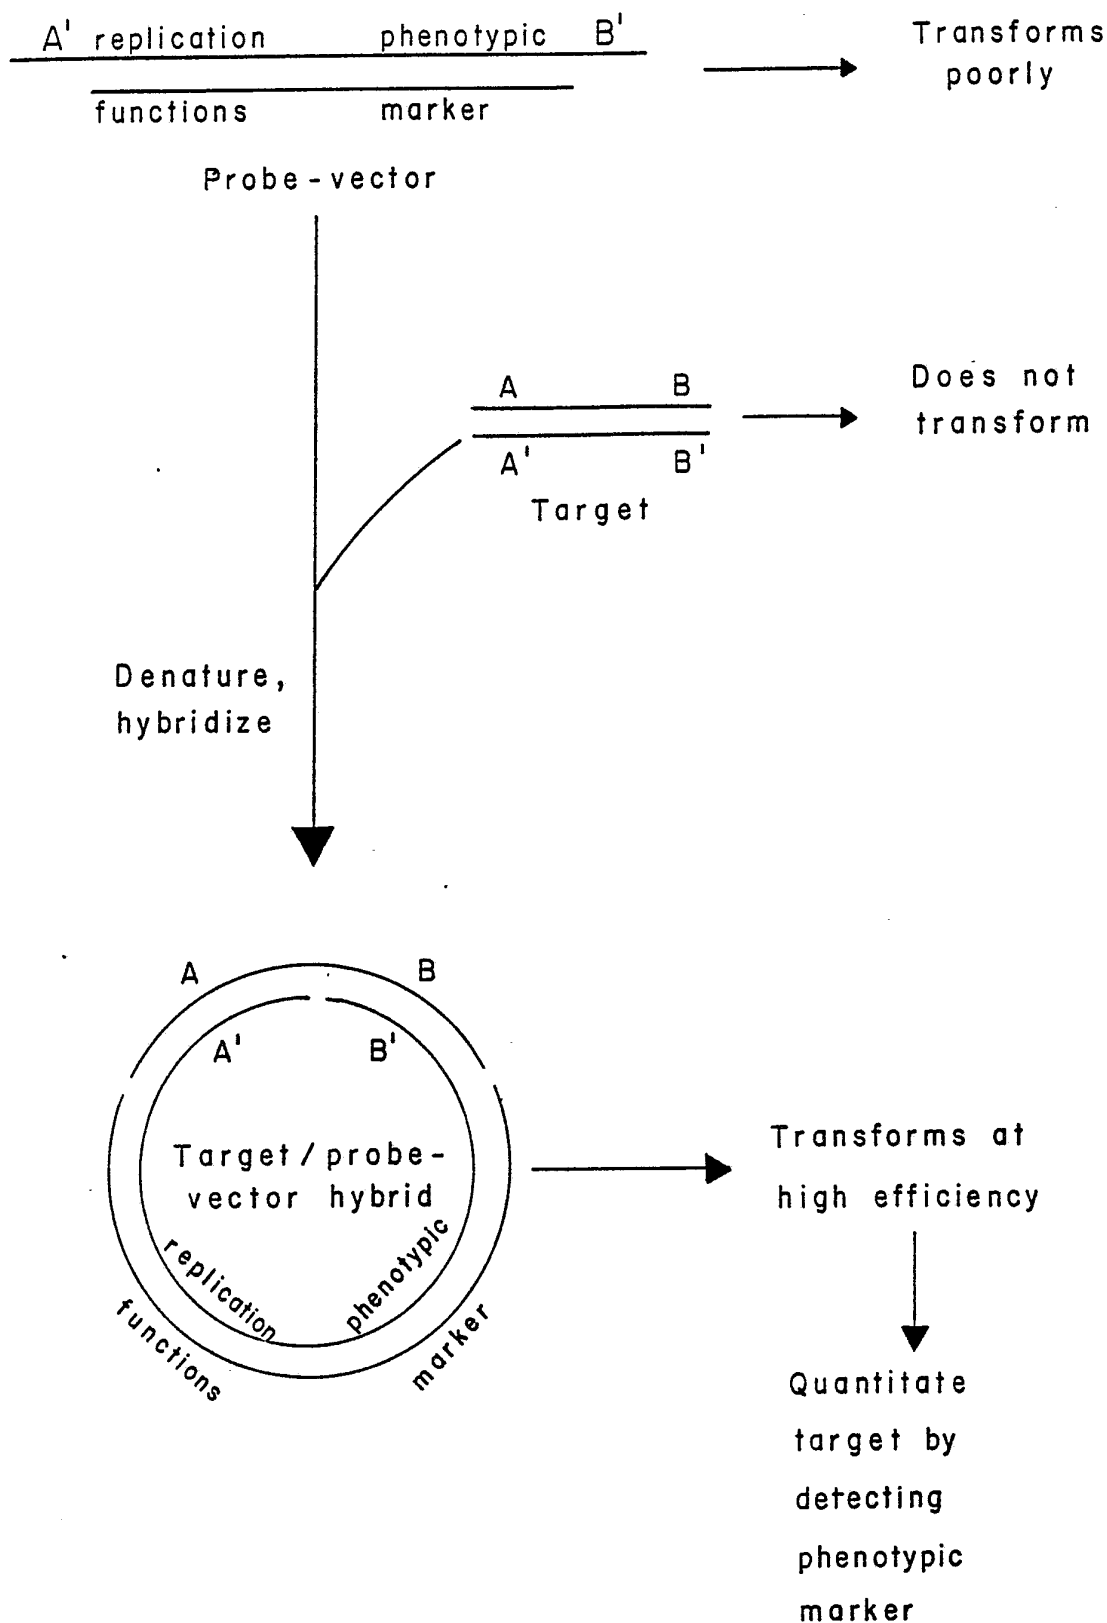 A' replication phenotypic B'
functions marker
Probe-vector
Transforms
poorly
A B
A' B'
Target
Does not
transform
Denature,
hybridize
A B
A' B'
Target/probe-
vector hybrid
replication phenotypic
functions marker
Transforms at
high efficiency
Quantitate
target by
detecting
phenotypic
marker